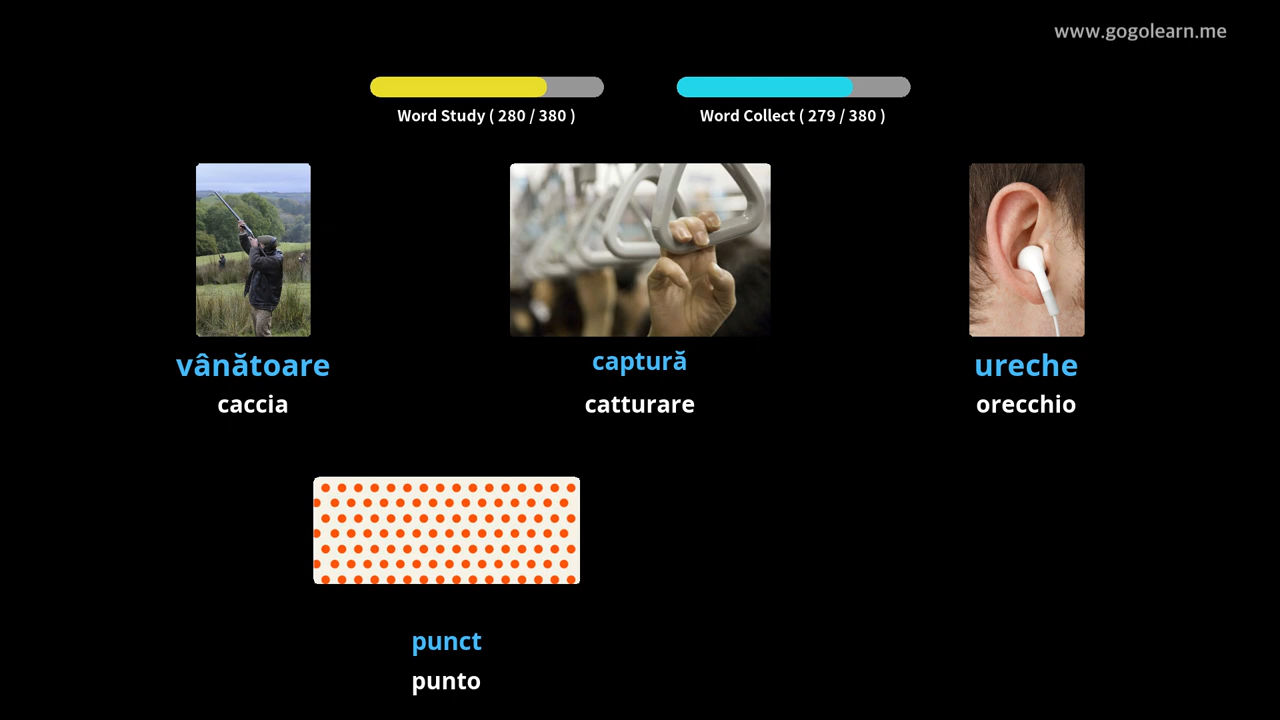 www.gogolearn.me
Word Study ( 280 / 380 )
Word Collect ( 279 / 380 )
vânătoare
caccia
captură
catturare
ureche
orecchio
punct
punto